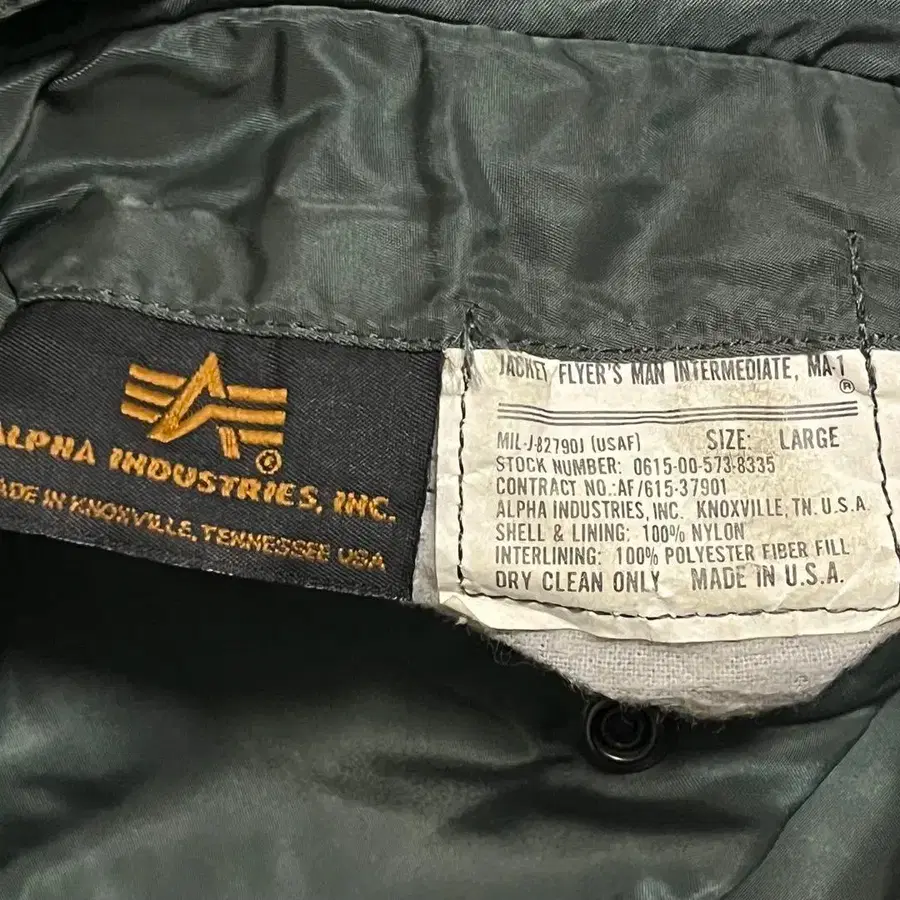 ALPHA INDUSTRIES, INC.
MADE IN KNOXVILLE, TENNESSEE USA
JACKET, FLYER'S MAN INTERMEDIATE, MA-1
®
MIL-J-82790J (USAF) SIZE: LARGE
STOCK NUMBER: 0615-00-573-8335
CONTRACT NO.:AF/615-37901
ALPHA INDUSTRIES, INC. KNOXVILLE, TN. U.S.A.
SHELL & LINING: 100% NYLON
INTERLINING: 100% POLYESTER FIBER FILL
DRY CLEAN ONLY MADE IN U.S.A.